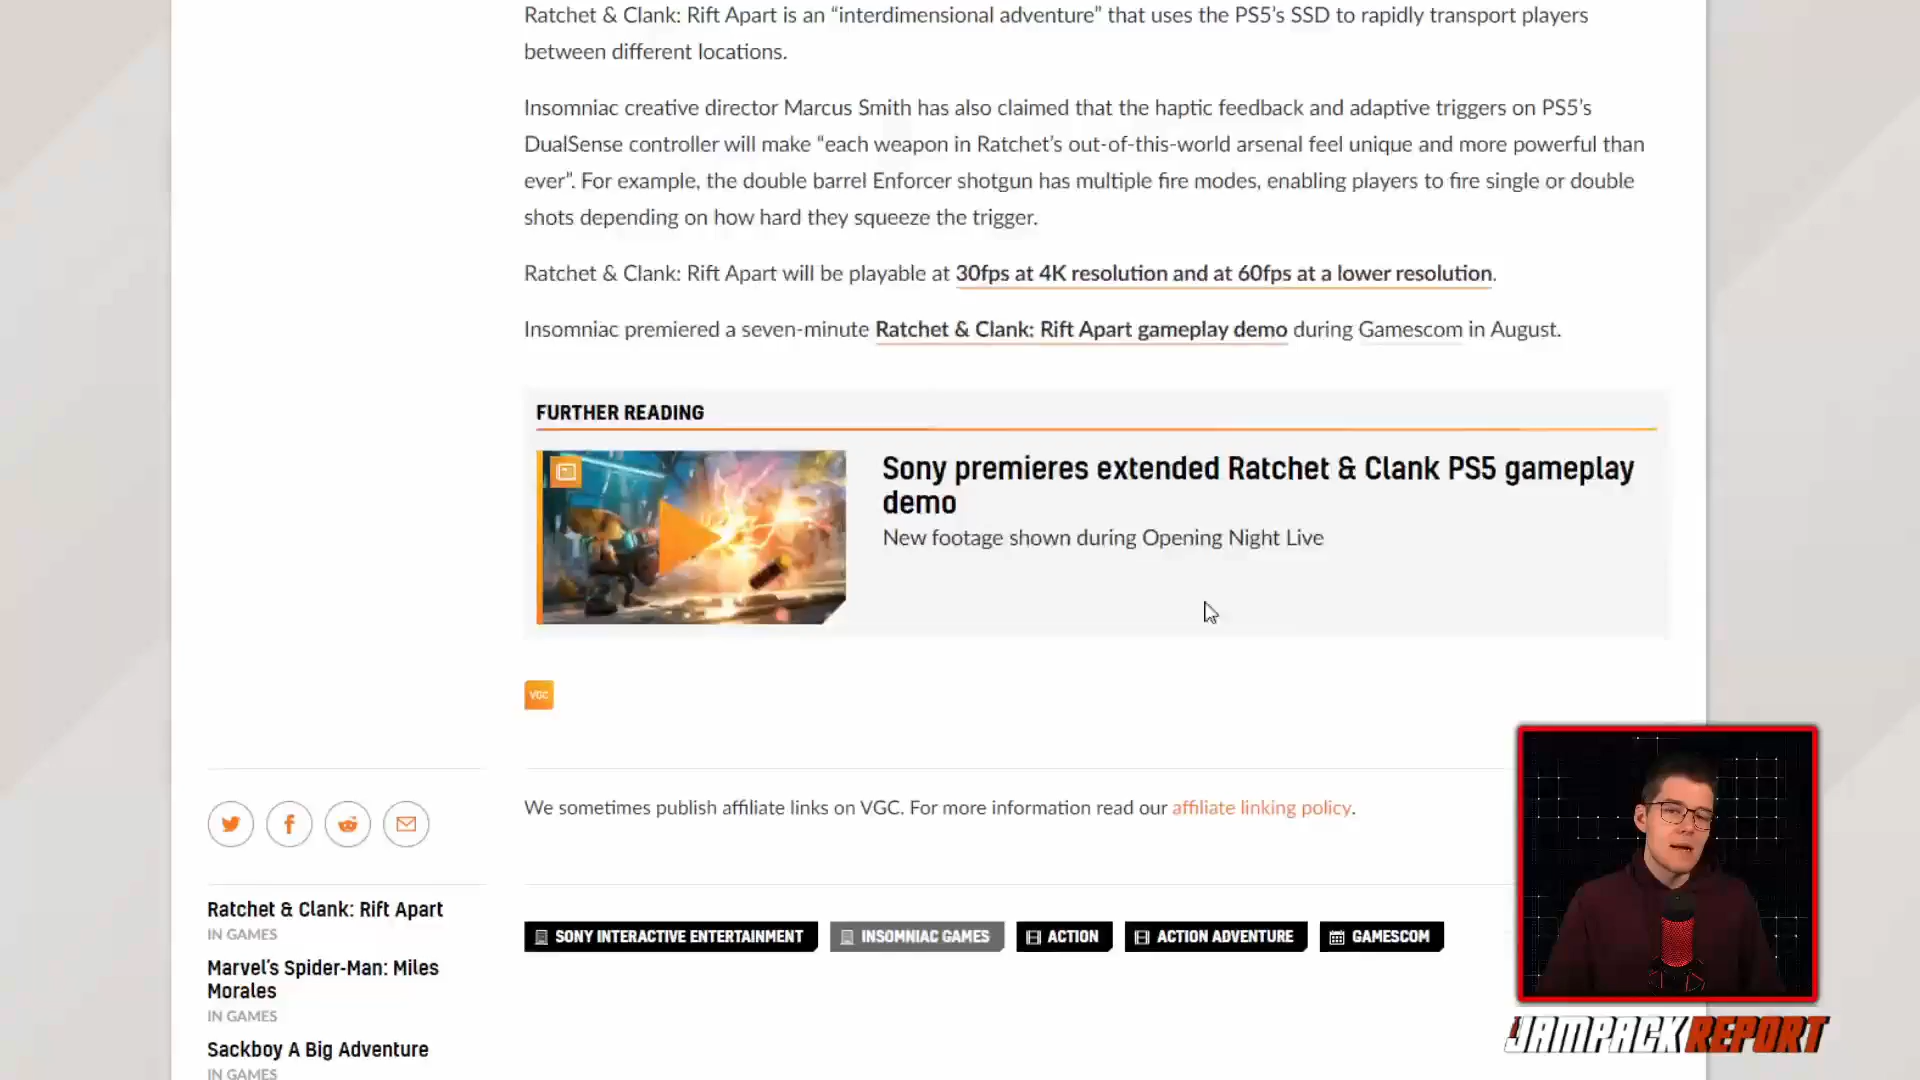 Ratchet & Clank: Rift Apart is an “interdimensional adventure” that uses the PS5’s SSD to rapidly transport players
between different locations.
Insomniac creative director Marcus Smith has also claimed that the haptic feedback and adaptive triggers on PS5’s
DualSense controller will make “each weapon in Ratchet’s out-of-this-world arsenal feel unique and more powerful than
ever”. For example, the double barrel Enforcer shotgun has multiple fire modes, enabling players to fire single or double
shots depending on how hard they squeeze the trigger.
Ratchet & Clank: Rift Apart will be playable at 30fps at 4K resolution and at 60fps at a lower resolution.
Insomniac premiered a seven-minute Ratchet & Clank: Rift Apart gameplay demo during Gamescom in August.
FURTHER READING
Sony premieres extended Ratchet & Clank PS5 gameplay
demo
New footage shown during Opening Night Live
VGC
We sometimes publish affiliate links on VGC. For more information read our affiliate linking policy.
Ratchet & Clank: Rift Apart
IN GAMES
Marvel’s Spider-Man: Miles
Morales
IN GAMES
Sackboy A Big Adventure
IN GAMES
SONY INTERACTIVE ENTERTAINMENT
INSOMNIAC GAMES
ACTION
ACTION ADVENTURE
GAMESCOM
JAMPACK REPORT